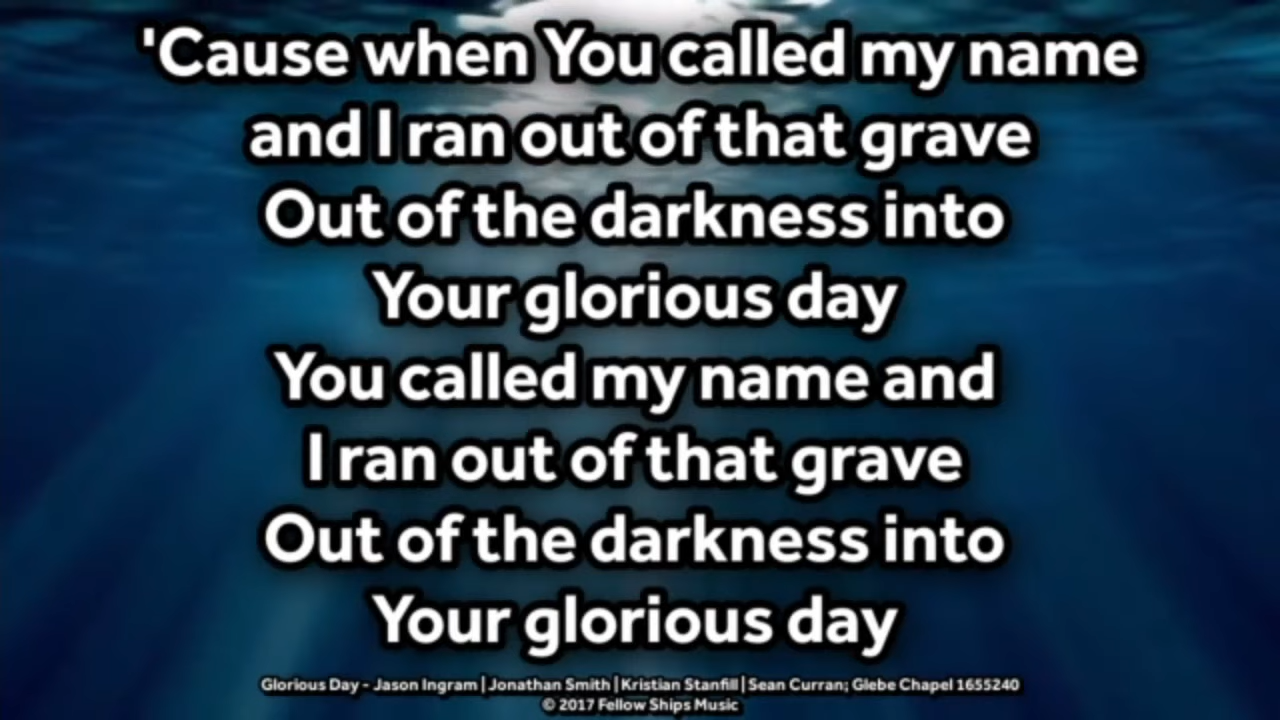 'Cause when You called my name
and I ran out of that grave
Out of the darkness into
Your glorious day
You called my name and
I ran out of that grave
Out of the darkness into
Your glorious day
Glorious Day - Jason Ingram | Jonathan Smith | Kristian Stanfill | Sean Curran; Glebe Chapel 1655240
© 2017 Fellow Ships Music